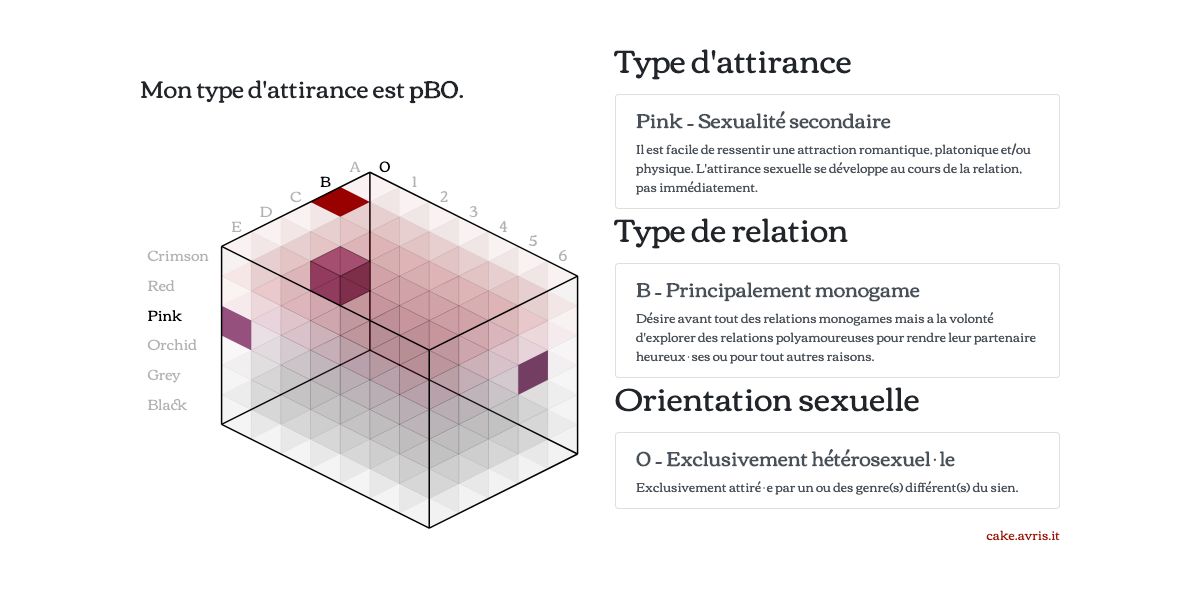 Mon type d'attirance est pBO.
A
O
B
1
C
2
D
3
E
4
5
6
Crimson
Red
Pink
Orchid
Grey
Black
Type d'attirance
Pink - Sexualité secondaire
Il est facile de ressentir une attraction romantique, platonique et/ou
physique. L'attirance sexuelle se développe au cours de la relation,
pas immédiatement.
Type de relation
B - Principalement monogame
Désire avant tout des relations monogames mais a la volonté
d'explorer des relations polyamoureuses pour rendre leur partenaire
heureux·ses ou pour tout autres raisons.
Orientation sexuelle
0 - Exclusivement hétérosexuel·le
Exclusivement attiré·e par un ou des genre(s) différent(s) du sien.
cake.avris.it